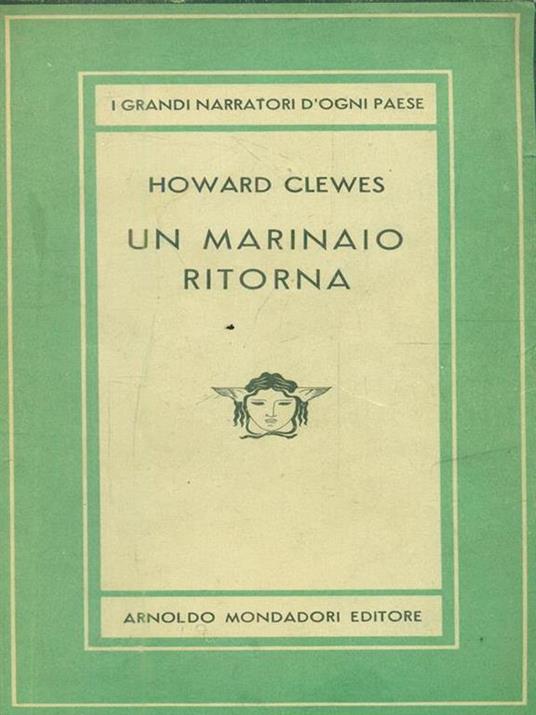 I GRANDI NARRATORI D'OGNI PAESE
HOWARD CLEWES
UN MARINAIO
RITORNA
ARNOLDO MONDADORI EDITORE